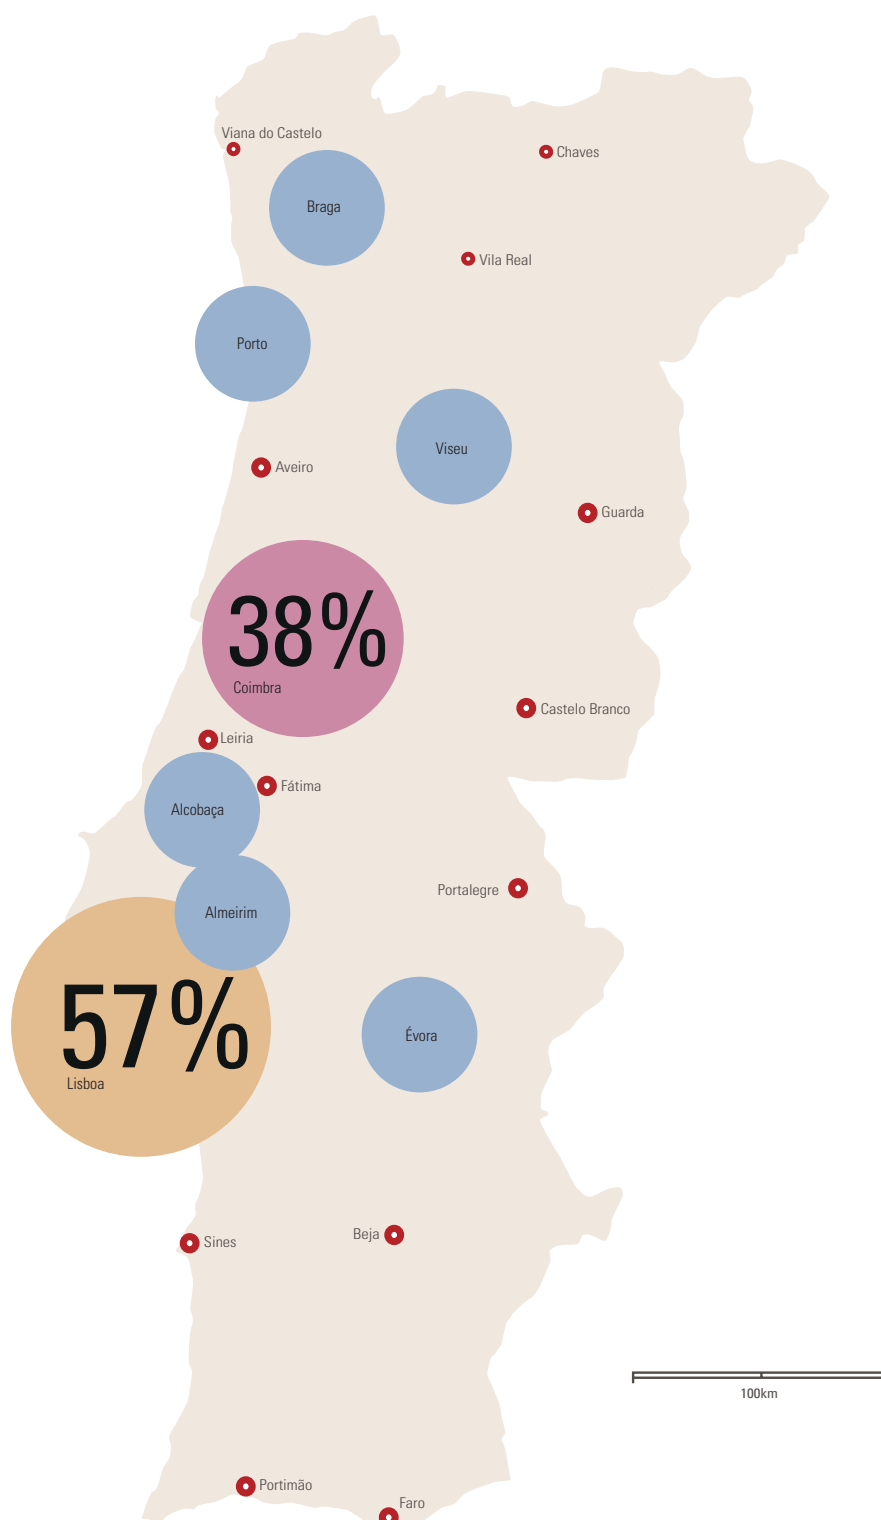 Viana do Castelo
Chaves
Braga
Vila Real
Porto
Viseu
Aveiro
Guarda
38%
Coimbra
Castelo Branco
Leiria
Fátima
Alcobaça
Portalegre
Almeirim
57%
Évora
Lisboa
Beja
Sines
100km
Portimão
Faro